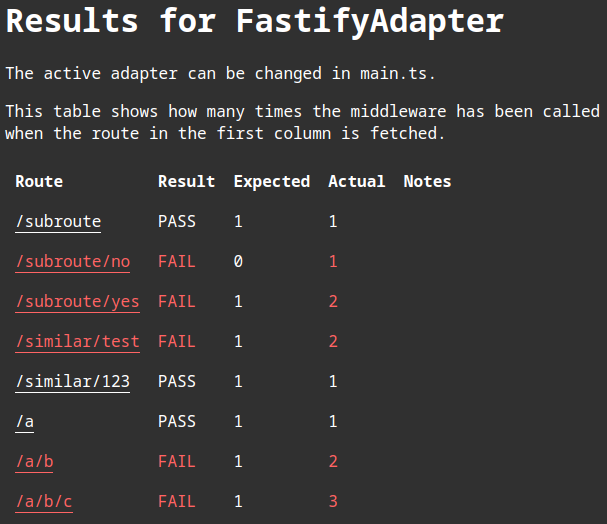 Results for FastifyAdapter
The active adapter can be changed in main.ts.
This table shows how many times the middleware has been called
when the route in the first column is fetched.
Route Result Expected Actual Notes
/subroute PASS 1 1
/subroute/no FAIL 0 1
/subroute/yes FAIL 1 2
/similar/test FAIL 1 2
/similar/123 PASS 1 1
/a PASS 1 1
/a/b FAIL 1 2
/a/b/c FAIL 1 3